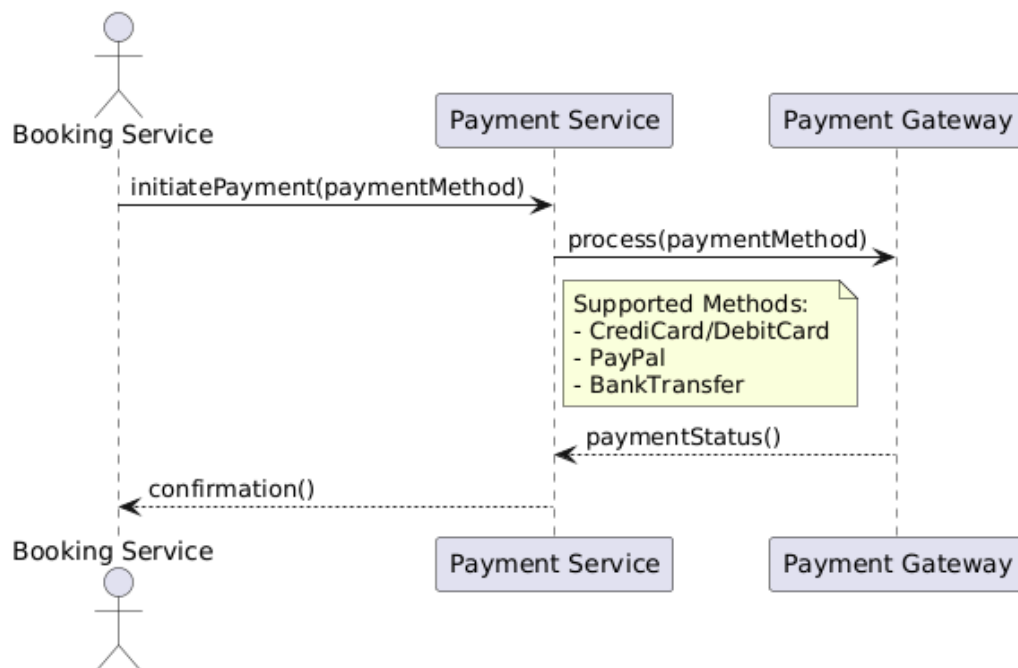 Booking Service
Payment Service
Payment Gateway
initiatePayment(paymentMethod)
process(paymentMethod)
Supported Methods:
- CrediCard/DebitCard
- PayPal
- BankTransfer
paymentStatus()
confirmation()
Booking Service
Payment Service
Payment Gateway